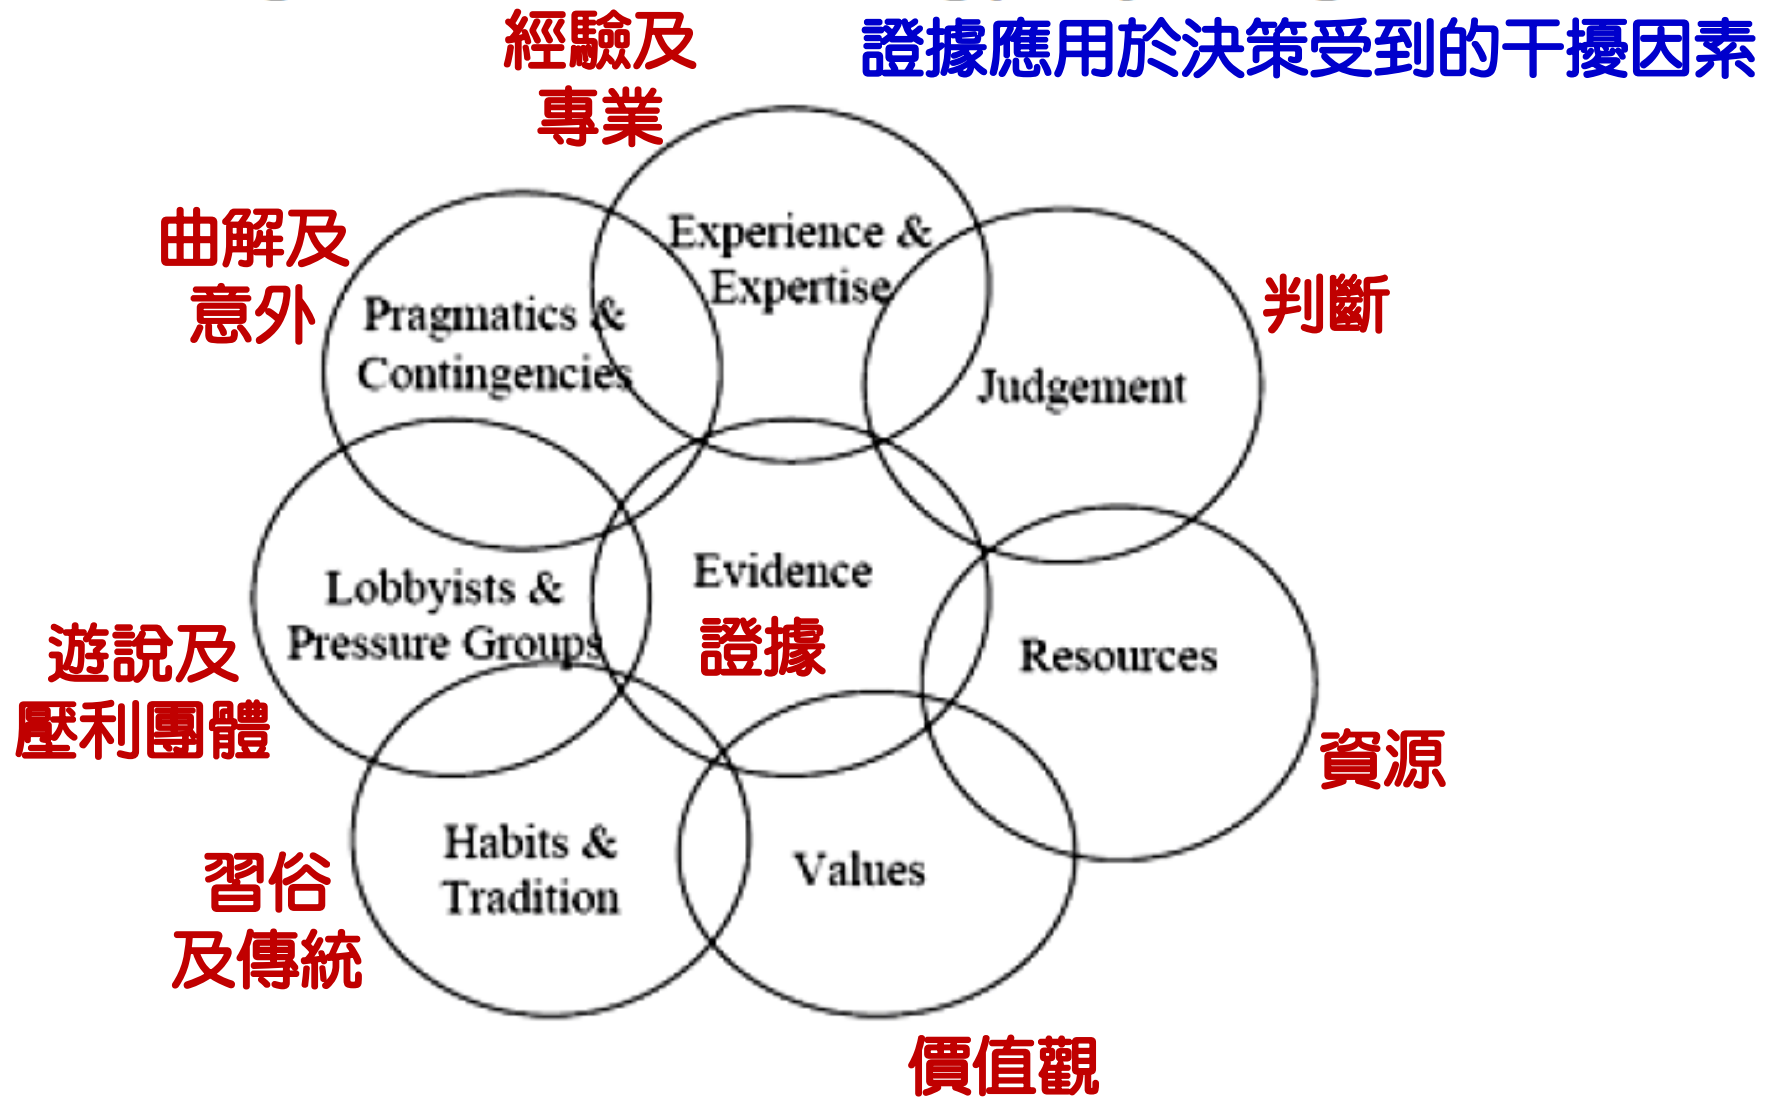 證據應用於決策受到的干擾因素
經驗及
專業
Experience &
Expertise
曲解及
意外
Pragmatics &
Contingencies
判斷
Judgement
Evidence
證據
Lobbyists &
Pressure Groups
遊說及
壓利團體
Resources
資源
Habits &
Tradition
習俗
及傳統
Values
價值觀